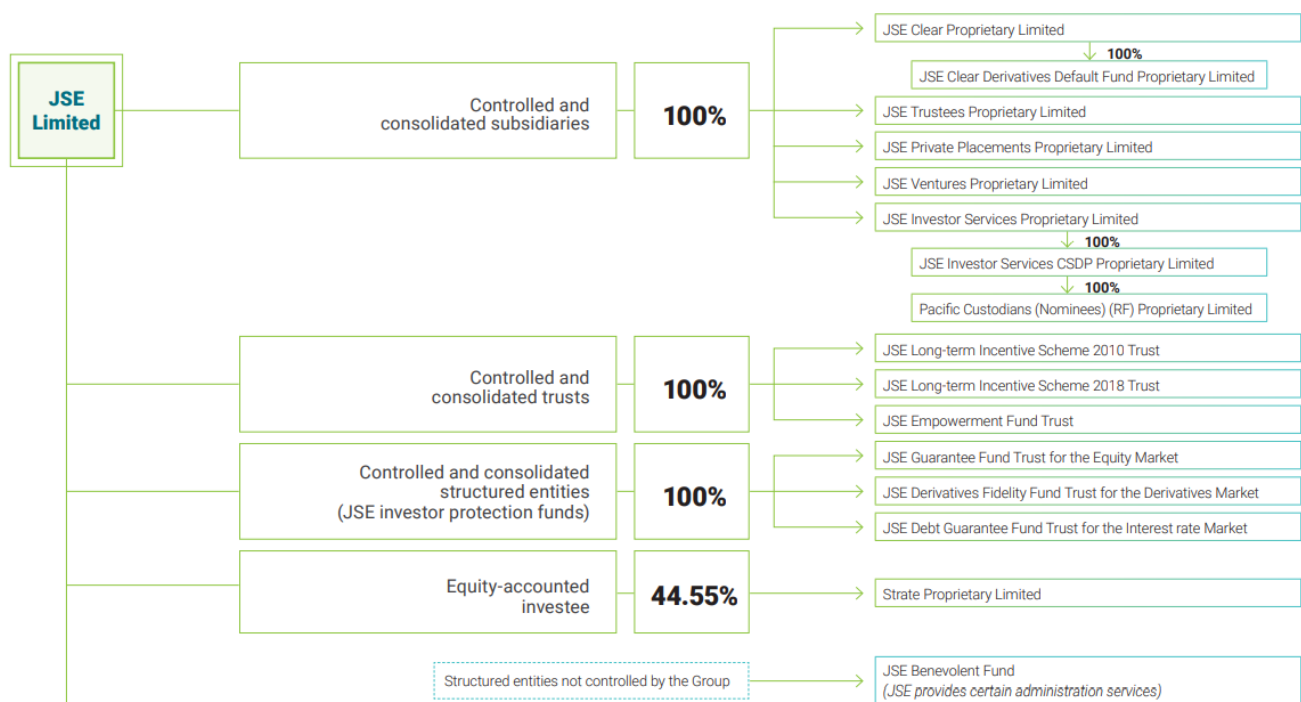 JSE
Limited
Controlled and
consolidated subsidiaries
100%
JSE Clear Proprietary Limited
100%
JSE Clear Derivatives Default Fund Proprietary Limited
JSE Trustees Proprietary Limited
JSE Private Placements Proprietary Limited
JSE Ventures Proprietary Limited
JSE Investor Services Proprietary Limited
100%
JSE Investor Services CSDP Proprietary Limited
100%
Pacific Custodians (Nominees) (RF) Proprietary Limited
Controlled and
consolidated trusts
100%
JSE Long-term Incentive Scheme 2010 Trust
JSE Long-term Incentive Scheme 2018 Trust
JSE Empowerment Fund Trust
Controlled and consolidated
structured entities
(JSE investor protection funds)
100%
JSE Guarantee Fund Trust for the Equity Market
JSE Derivatives Fidelity Fund Trust for the Derivatives Market
JSE Debt Guarantee Fund Trust for the Interest rate Market
Equity-accounted
investee
44.55%
Strate Proprietary Limited
Structured entities not controlled by the Group
JSE Benevolent Fund
(JSE provides certain administration services)